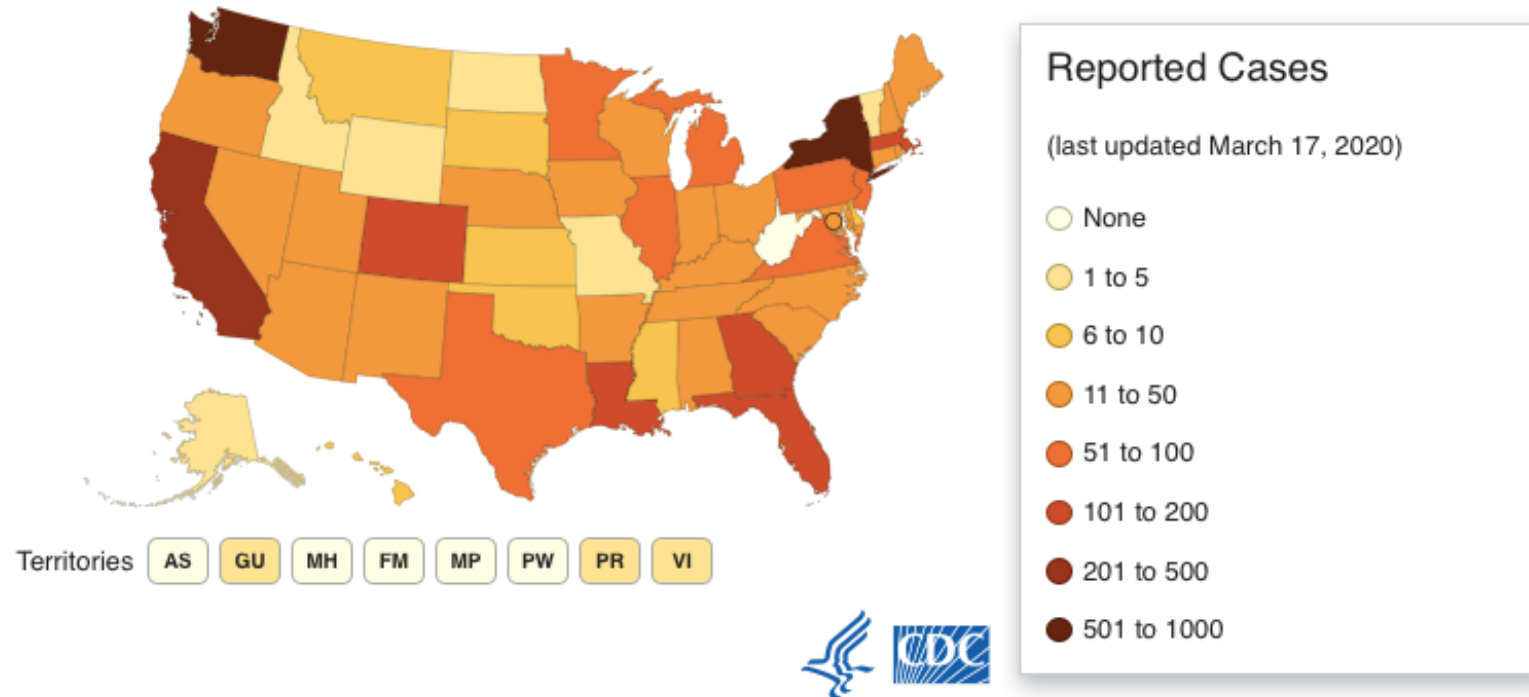 Reported Cases
(last updated March 17, 2020)
None
1 to 5
6 to 10
11 to 50
51 to 100
101 to 200
201 to 500
501 to 1000
Territories AS GU MH FM MP PW PR VI
CDC